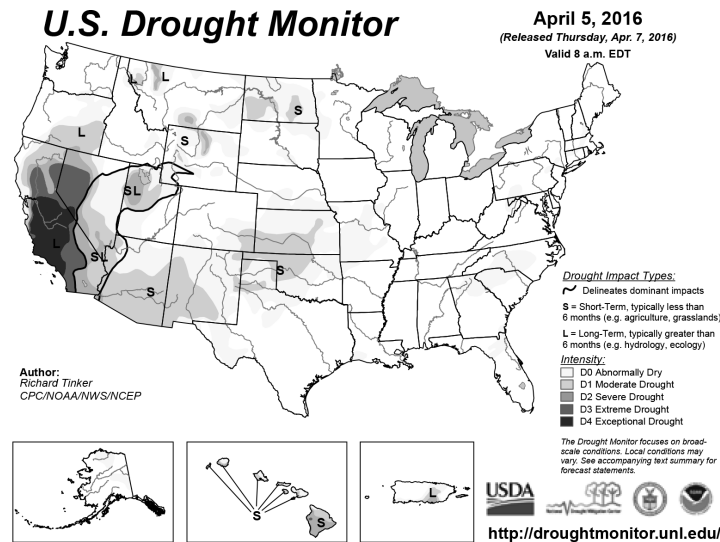 U.S. Drought Monitor
April 5, 2016
(Released Thursday, Apr. 7, 2016)
Valid 8 a.m. EDT
L
L
S
L
S
SL
L
SL
S
S
Drought Impact Types:
Delineates dominant impacts
S = Short-Term, typically less than
6 months (e.g. agriculture, grasslands)
L = Long-Term, typically greater than
6 months (e.g. hydrology, ecology)
Intensity:
D0 Abnormally Dry
D1 Moderate Drought
D2 Severe Drought
D3 Extreme Drought
D4 Exceptional Drought
Author:
Richard Tinker
CPC/NOAA/NWS/NCEP
The Drought Monitor focuses on broad-
scale conditions. Local conditions may
vary. See accompanying text summary for
forecast statements.
S
S
L
USDA
National Drought Mitigation Center
http://droughtmonitor.unl.edu/